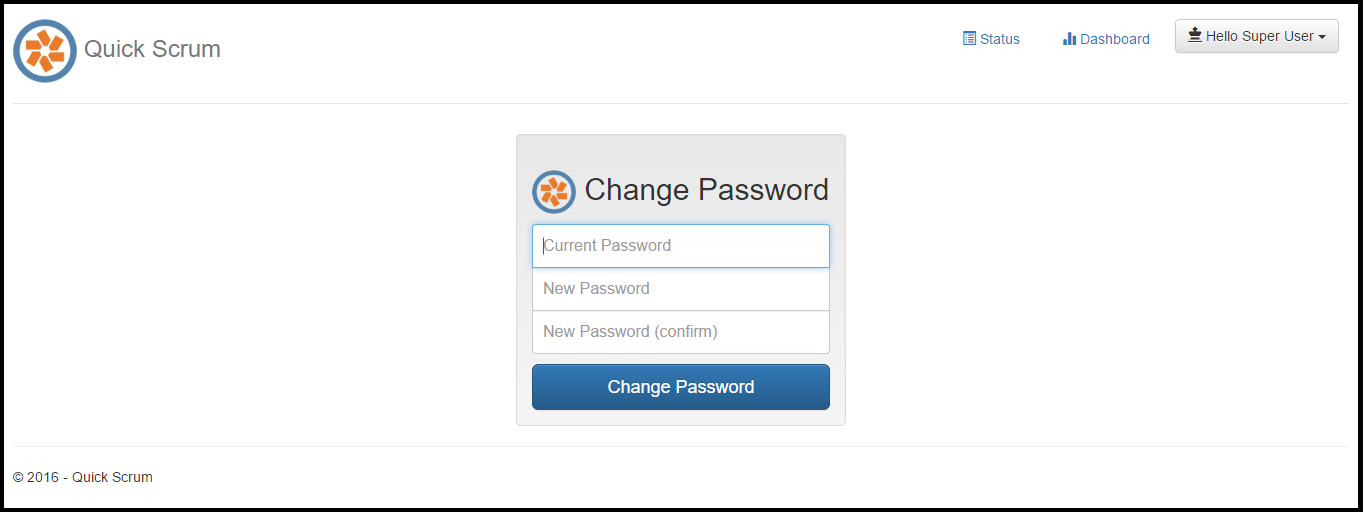 Quick Scrum
Status
Dashboard
Hello Super User
Change Password
Current Password
New Password
New Password (confirm)
Change Password
© 2016 - Quick Scrum